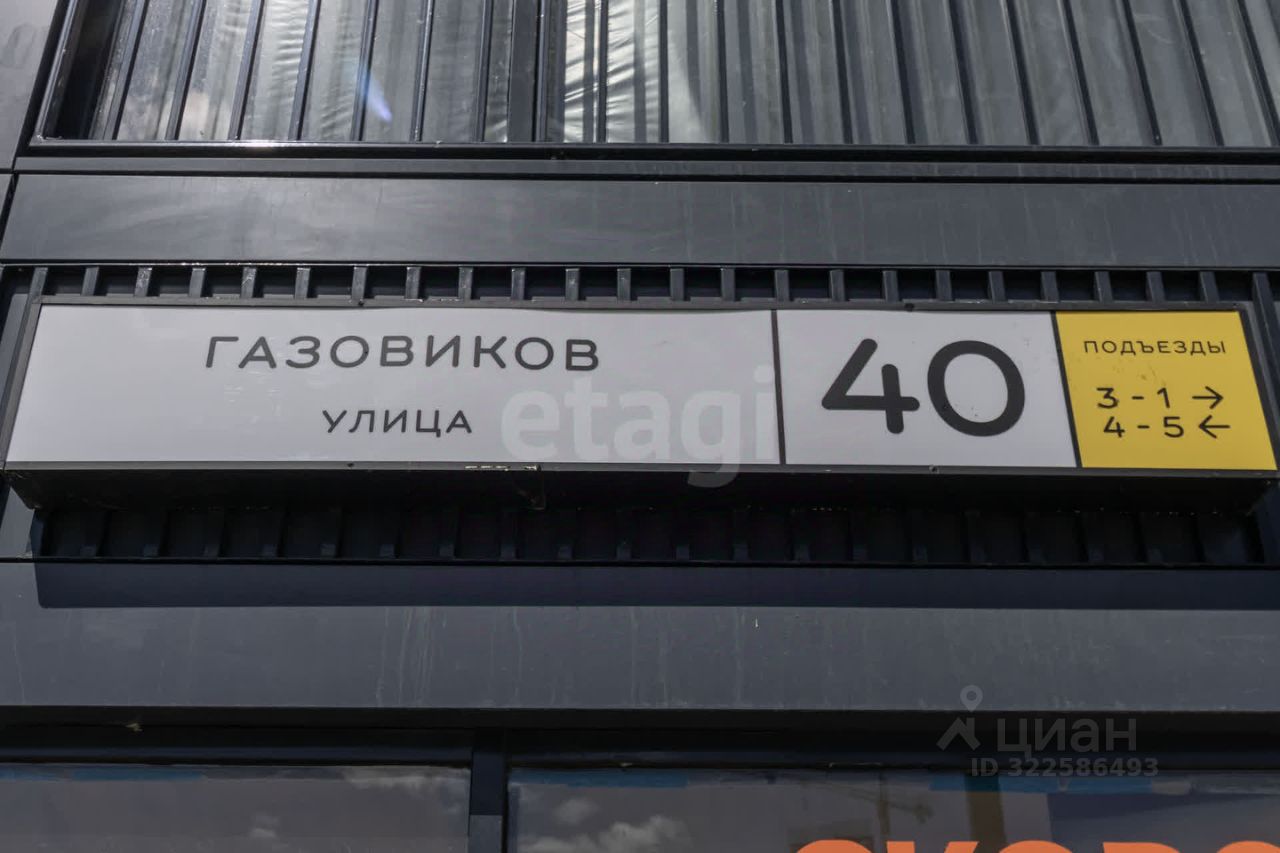 ГАЗОВИКОВ
УЛИЦА
40
ПОДЪЕЗДЫ
3-1 →
4-5 ←
etagi
циан
ID 322586493